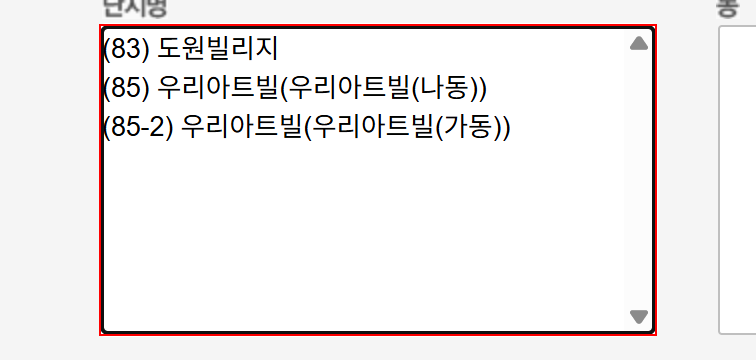 단지명
동
(83) 도원빌리지
(85) 우리아트빌(우리아트빌(나동))
(85-2) 우리아트빌(우리아트빌(가동))